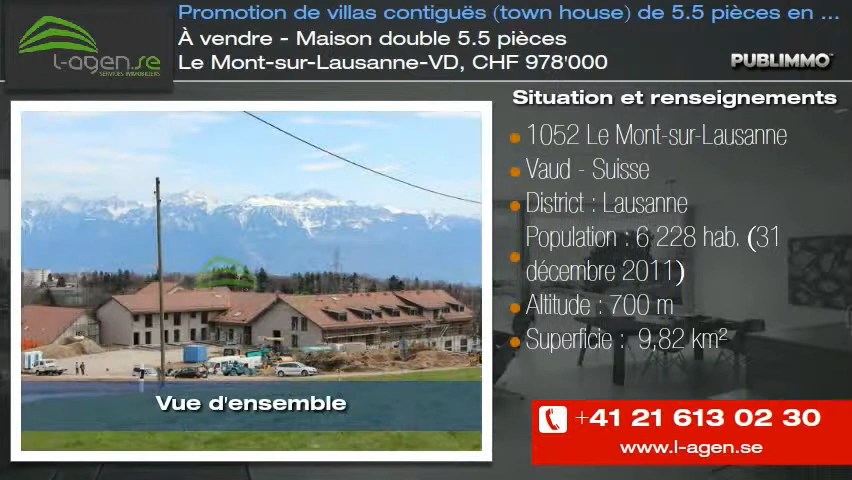 Promotion de villas contiguës (town house) de 5.5 pièces en ...
À vendre - Maison double 5.5 pièces
Le Mont-sur-Lausanne-VD, CHF 978'000
l-agen.se
SERVICES IMMOBILIERS
PUBLIMMO
Situation et renseignements
1052 Le Mont-sur-Lausanne
Vaud - Suisse
District : Lausanne
Population : 6 228 hab. (31
décembre 2011)
Altitude : 700 m
Superficie : 9,82 km²
Vue d'ensemble
+41 21 613 02 30
www.l-agen.se